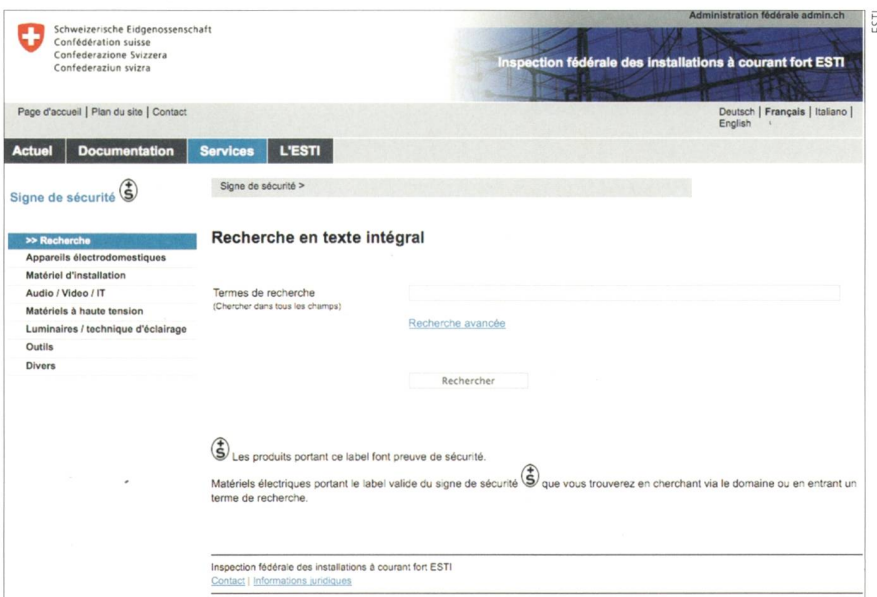 Administration fédérale admin.ch
ESTI
Schweizerische Eidgenossenschaft
Confédération suisse
Confederazione Svizzera
Confederaziun svizra
Inspection fédérale des installations à courant fort ESTI
Page d'accueil | Plan du site | Contact
Deutsch | Français | Italiano |
English
Actuel Documentation Services L'ESTI
Signe de sécurité
Signe de sécurité >
>> Recherche
Appareils électrodomestiques
Matériel d'installation
Audio / Video / IT
Matériels à haute tension
Luminaires / technique d'éclairage
Outils
Divers
Recherche en texte intégral
Termes de recherche
(Chercher dans tous les champs)
Recherche avancée
Rechercher
Les produits portant ce label font preuve de sécurité.
Matériels électriques portant le label valide du signe de sécurité que vous trouverez en cherchant via le domaine ou en entrant un
terme de recherche.
Inspection fédérale des installations à courant fort ESTI
Contact | Informations juridiques